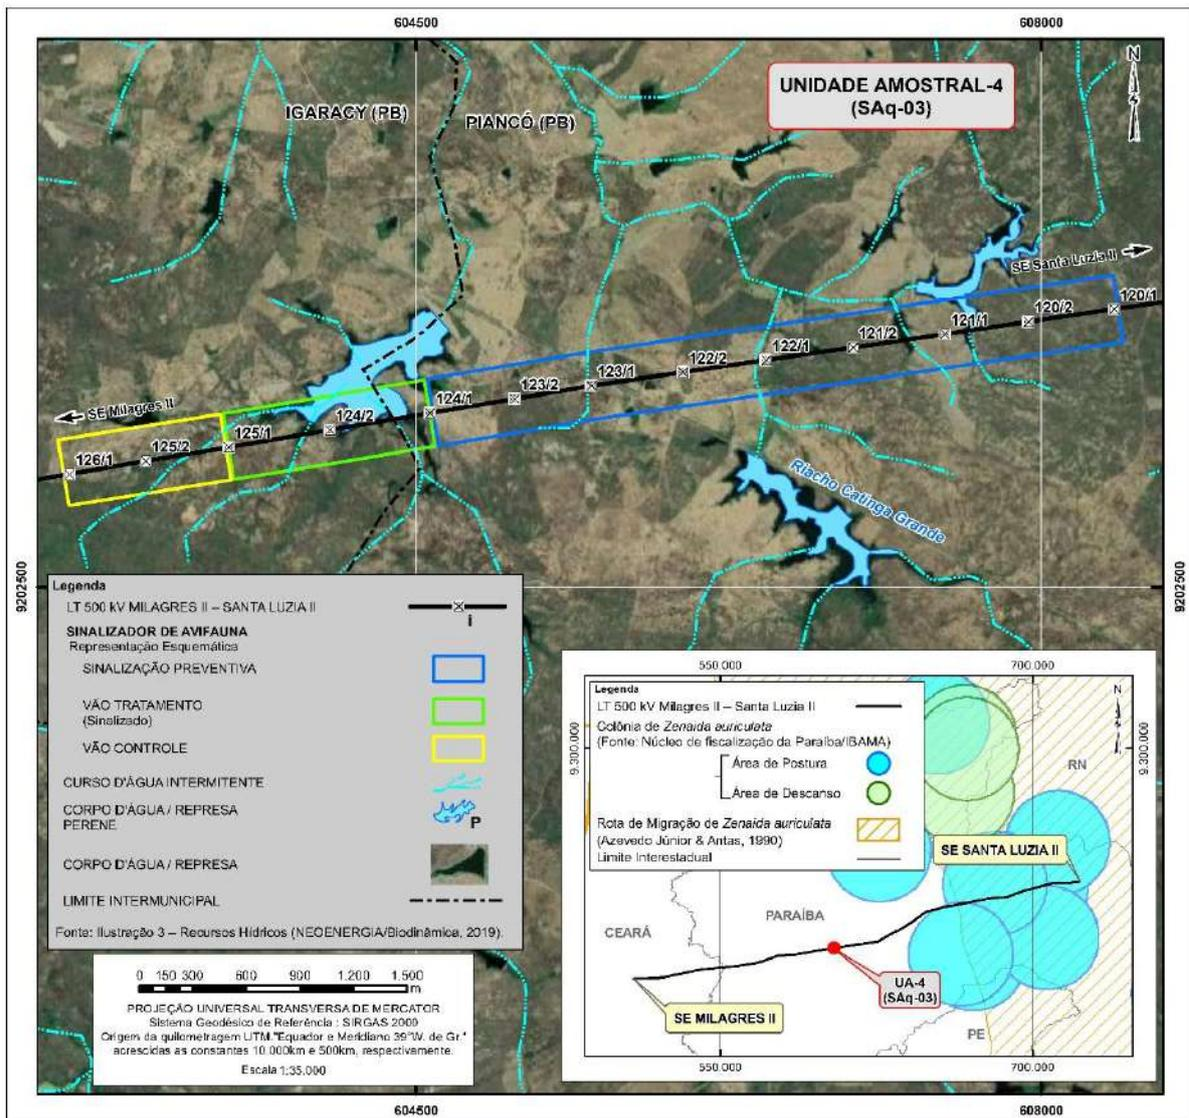 604500
608000
N
UNIDADE AMOSTRAL-4
(SAq-03)
IGARACY (PB)
PIANCÓ (PB)
SE Santa Luzia II
120/1
120/2
121/1
121/2
122/1
122/2
123/1
123/2
124/1
124/2
SE Milagres II
125/1
125/2
126/1
Riacho Catinga Grande
9202500
9202500
Legenda
LT 500 kV MILAGRES II – SANTA LUZIA II
i
SINALIZADOR DE AVIFAUNA
Representação Esquemática
SINALIZAÇÃO PREVENTIVA
VÃO TRATAMENTO
(Sinalizado)
VÃO CONTROLE
CURSO D'ÁGUA INTERMITENTE
CORPO D'ÁGUA / REPRESA
PERENE
P
CORPO D'ÁGUA / REPRESA
LIMITE INTERMUNICIPAL
Fonte: Ilustração 3 – Recursos Hídricos (NEOENERGIA/Biodinâmica, 2019).
0 150 300 600 900 1.200 1.500
m
PROJEÇÃO UNIVERSAL TRANSVERSA DE MERCATOR
Sistema Geodésico de Referência : SIRGAS 2000
Origem da quilometragem UTM "Equador e Meridiano 39°W. de Gr."
acrescidas as constantes 10.000km e 500km, respectivamente.
Escala 1:35.000
550.000
700.000
Legenda
LT 500 kV Milagres II – Santa Luzia II
Colônia de Zenaida auriculata
(Fonte: Núcleo de fiscalização da Paraíba/IBAMA)
Área de Postura
Área de Descanso
Rota de Migração de Zenaida auriculata
(Azevedo Júnior & Antas, 1990)
Limite Interestadual
N
9.300.000
9.300.000
RN
SE SANTA LUZIA II
PARAÍBA
CEARÁ
UA-4
(SAq-03)
SE MILAGRES II
PE
550.000
700.000
604500
608000